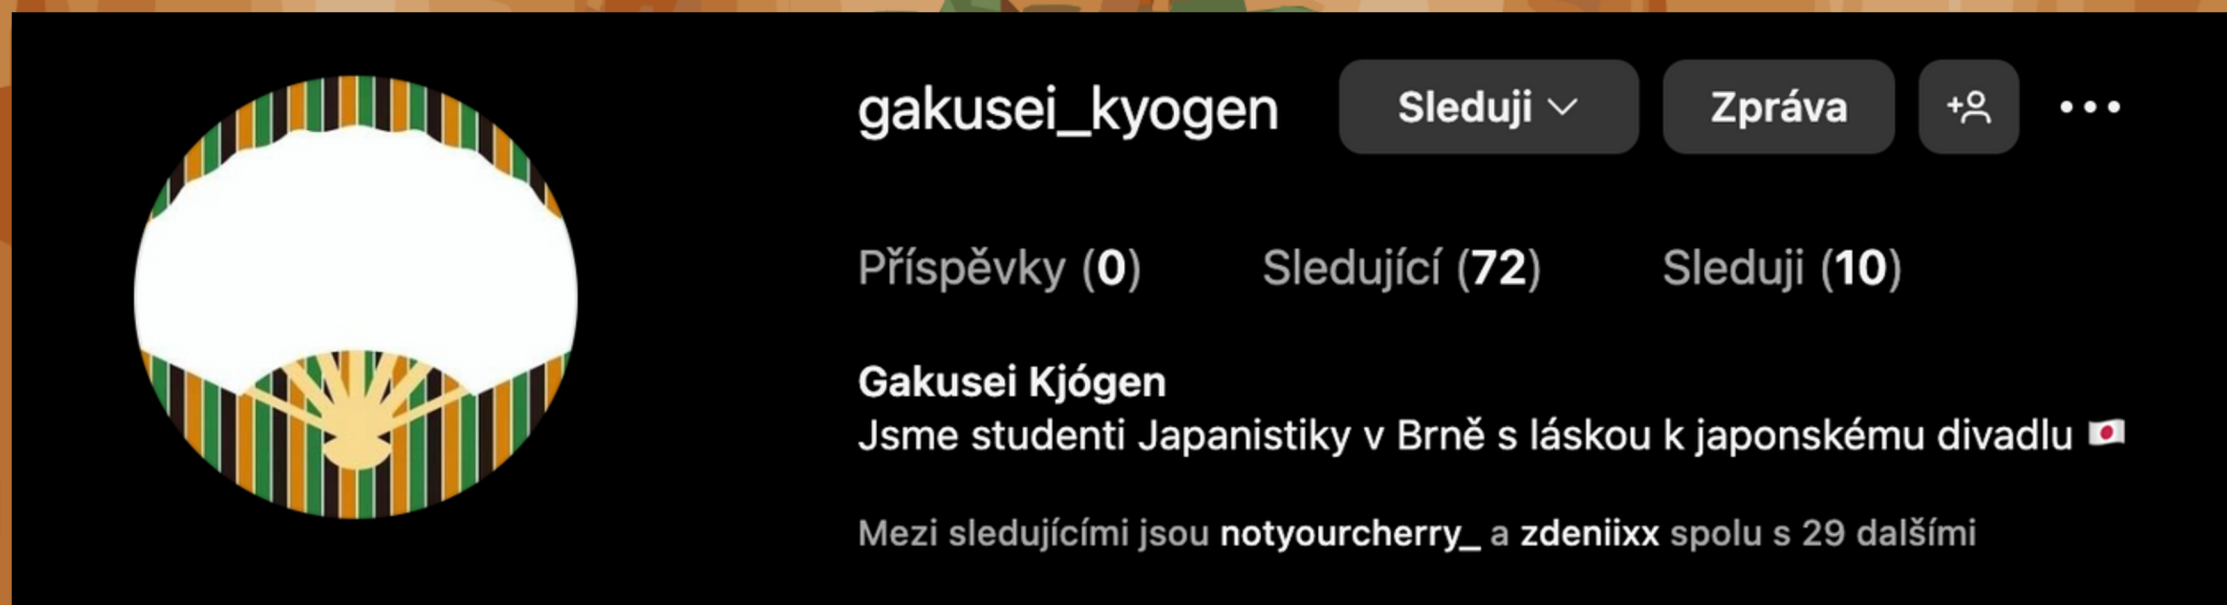 gakusei_kyogen Sleduji Zpráva
Příspěvky (0) Sledující (72) Sleduji (10)
Gakusei Kjógen
Jsme studenti Japanistiky v Brně s láskou k japonskému divadlu 🇯🇵
Mezi sledujícími jsou notyourcherry_ a zdeniixx spolu s 29 dalšími